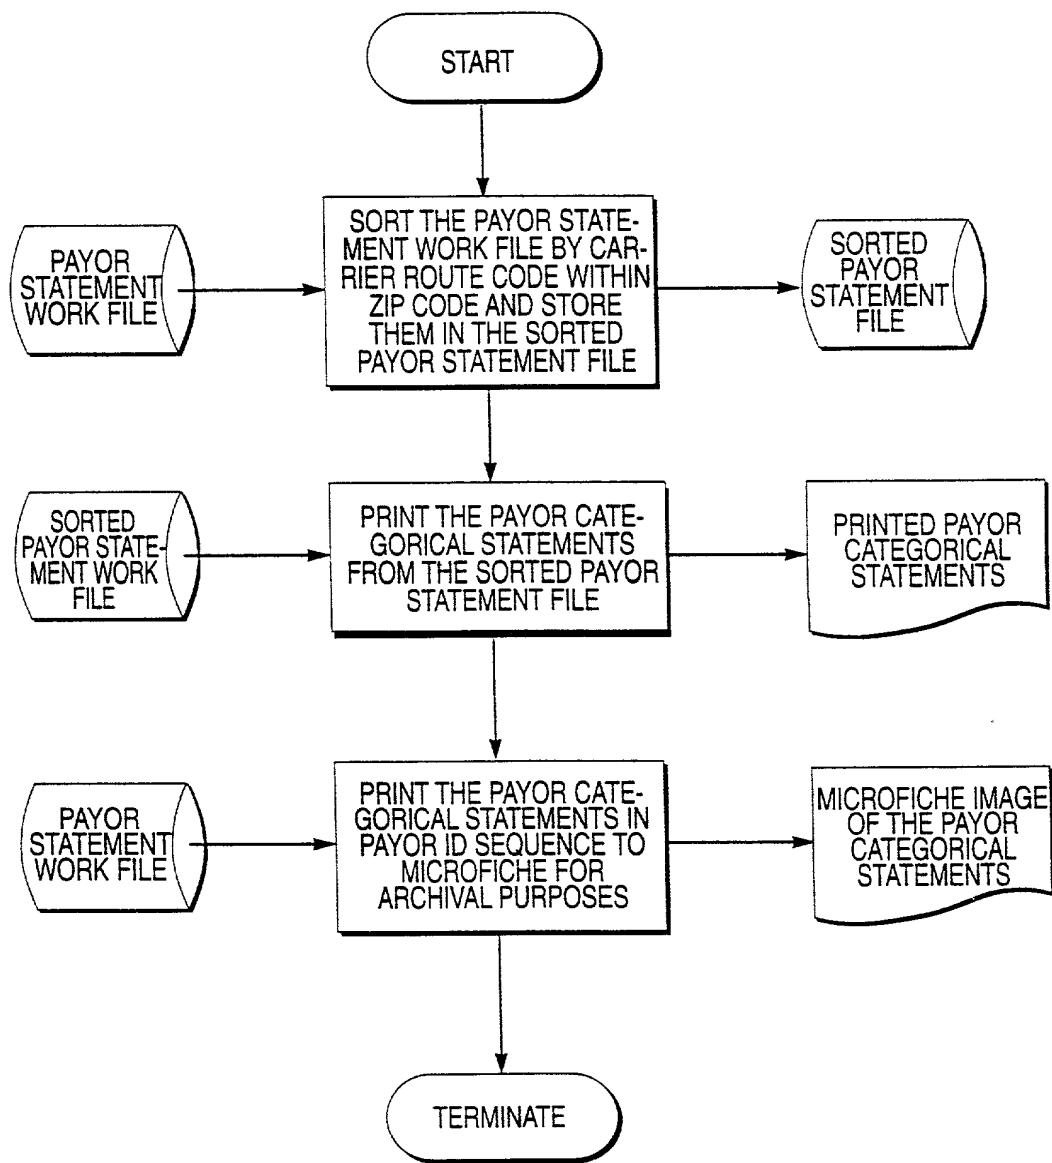 START
PAYOR
STATEMENT
WORK FILE
SORT THE PAYOR STATE-
MENT WORK FILE BY CAR-
RIER ROUTE CODE WITHIN
ZIP CODE AND STORE
THEM IN THE SORTED
PAYOR STATEMENT FILE
SORTED
PAYOR
STATEMENT
FILE
SORTED
PAYOR STATE-
MENT WORK
FILE
PRINT THE PAYOR CATE-
GORICAL STATEMENTS
FROM THE SORTED PAYOR
STATEMENT FILE
PRINTED PAYOR
CATEGORICAL
STATEMENTS
PAYOR
STATEMENT
WORK FILE
PRINT THE PAYOR CATE-
GORICAL STATEMENTS IN
PAYOR ID SEQUENCE TO
MICROFICHE FOR
ARCHIVAL PURPOSES
MICROFICHE IMAGE
OF THE PAYOR
CATEGORICAL
STATEMENTS
TERMINATE